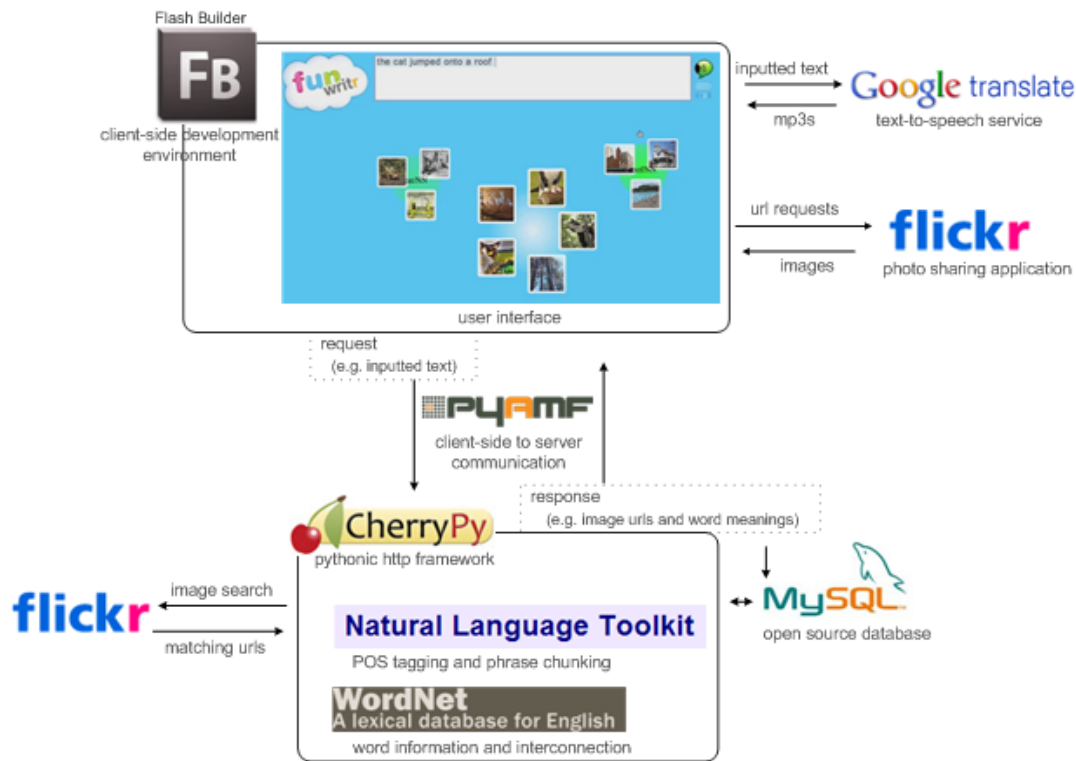 Flash Builder
FB
client-side development
environment
fun
writr
the cat jumped onto a roof
user interface
inputted text
Google translate
mp3s
text-to-speech service
url requests
flickr
images
photo sharing application
request
(e.g. inputted text)
PYAMF
client-side to server
communication
response
(e.g. image urls and word meanings)
CherryPy
pythonic http framework
image search
flickr
matching urls
Natural Language Toolkit
POS tagging and phrase chunking
WordNet
A lexical database for English
word information and interconnection
MySQL
open source database